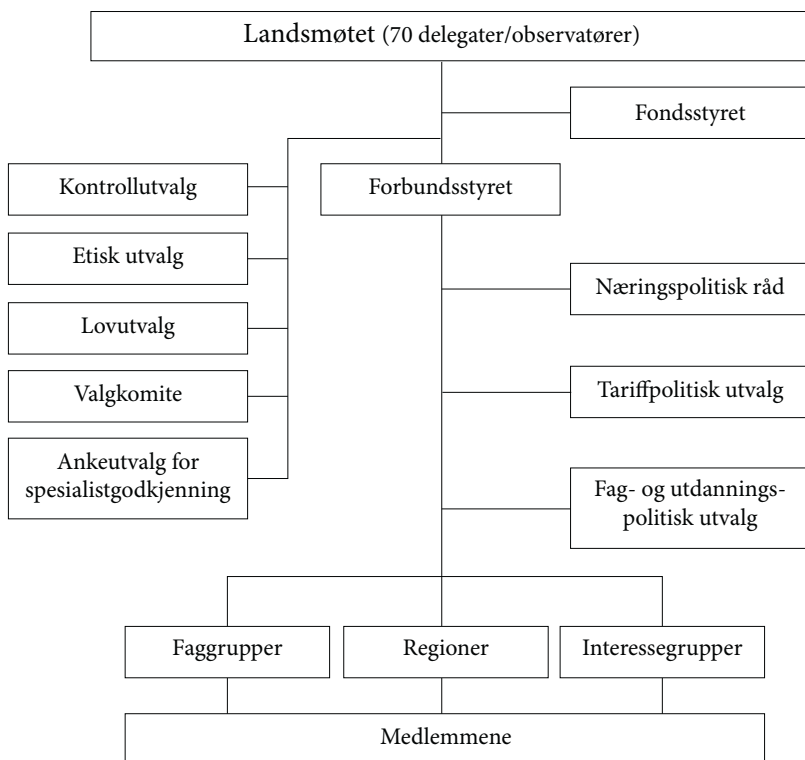 Landsmøtet (70 delegater/observatører)
Fondsstyret
Kontrollutvalg
Forbundsstyret
Etisk utvalg
Næringspolitisk råd
Lovutvalg
Valgkomite
Tariffpolitisk utvalg
Ankeutvalg for
spesialistgodkjenning
Fag- og utdannings-
politisk utvalg
Faggrupper
Regioner
Interessegrupper
Medlemmene